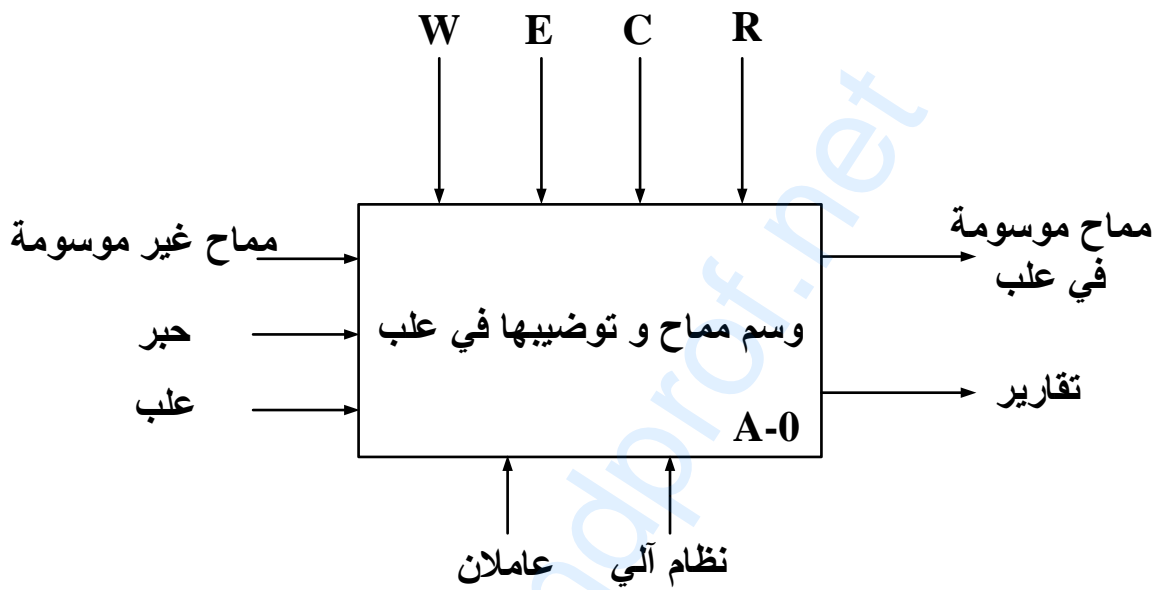 W E C R
مماح غير موسومة
حبر
علب
وسم مماح و توضيبها في علب
A-0
مماح موسومة
في علب
تقارير
عاملان
نظام آلي